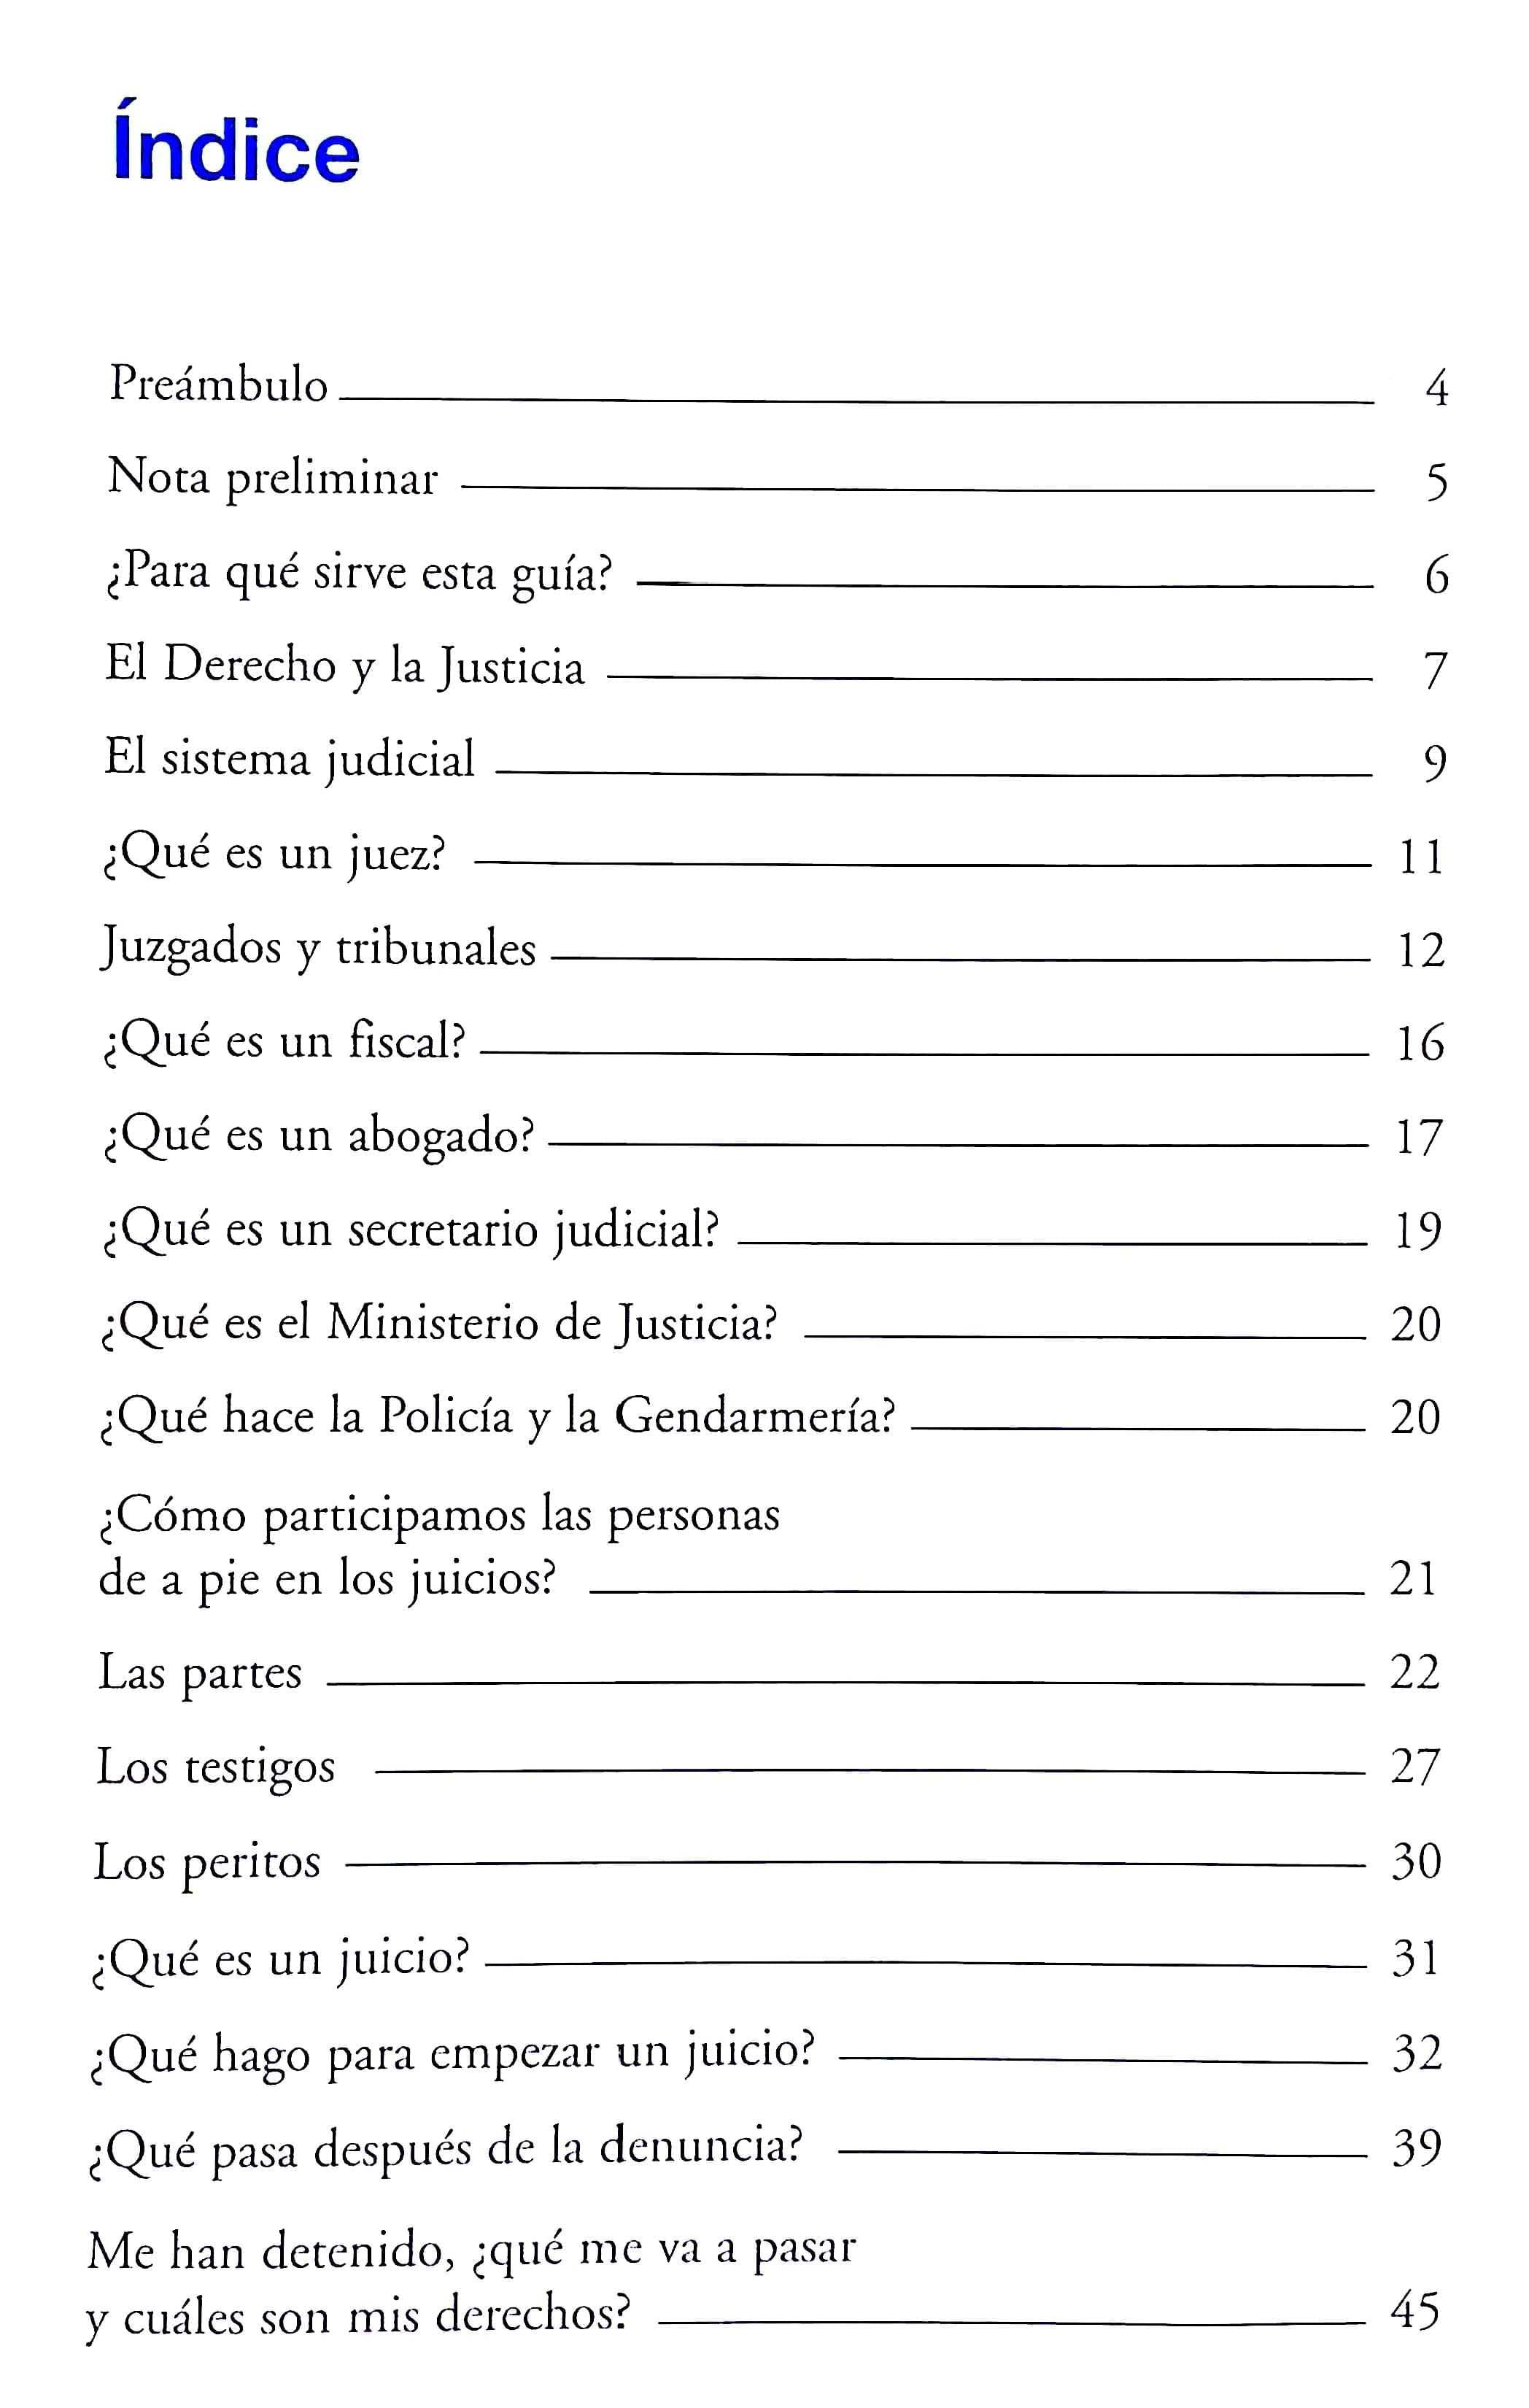 Índice
Preámbulo 4
Nota preliminar 5
¿Para qué sirve esta guía? 6
El Derecho y la Justicia 7
El sistema judicial 9
¿Qué es un juez? 11
Juzgados y tribunales 12
¿Qué es un fiscal? 16
¿Qué es un abogado? 17
¿Qué es un secretario judicial? 19
¿Qué es el Ministerio de Justicia? 20
¿Qué hace la Policía y la Gendarmería? 20
¿Cómo participamos las personas
de a pie en los juicios? 21
Las partes 22
Los testigos 27
Los peritos 30
¿Qué es un juicio? 31
¿Qué hago para empezar un juicio? 32
¿Qué pasa después de la denuncia? 39
Me han detenido, ¿qué me va a pasar
y cuáles son mis derechos? 45